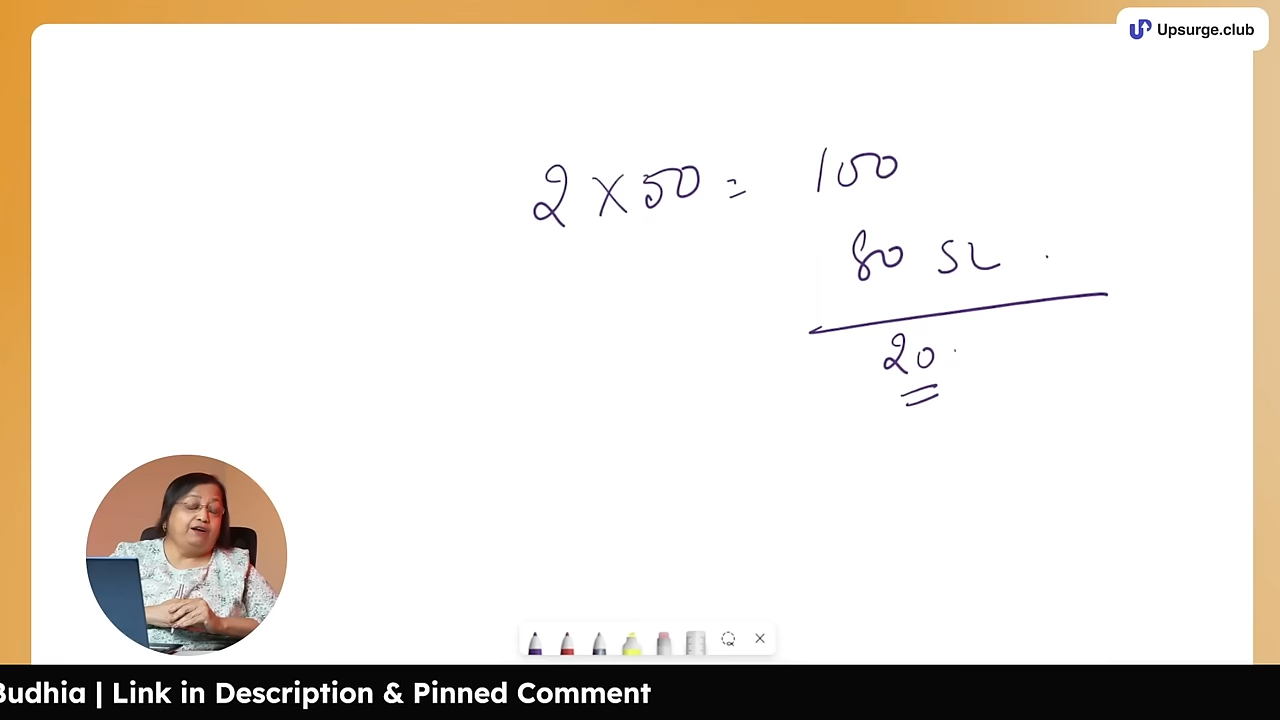 Upsurge.club
2 × 50 = 100
80 SL
20
Budhia | Link in Description & Pinned Comment